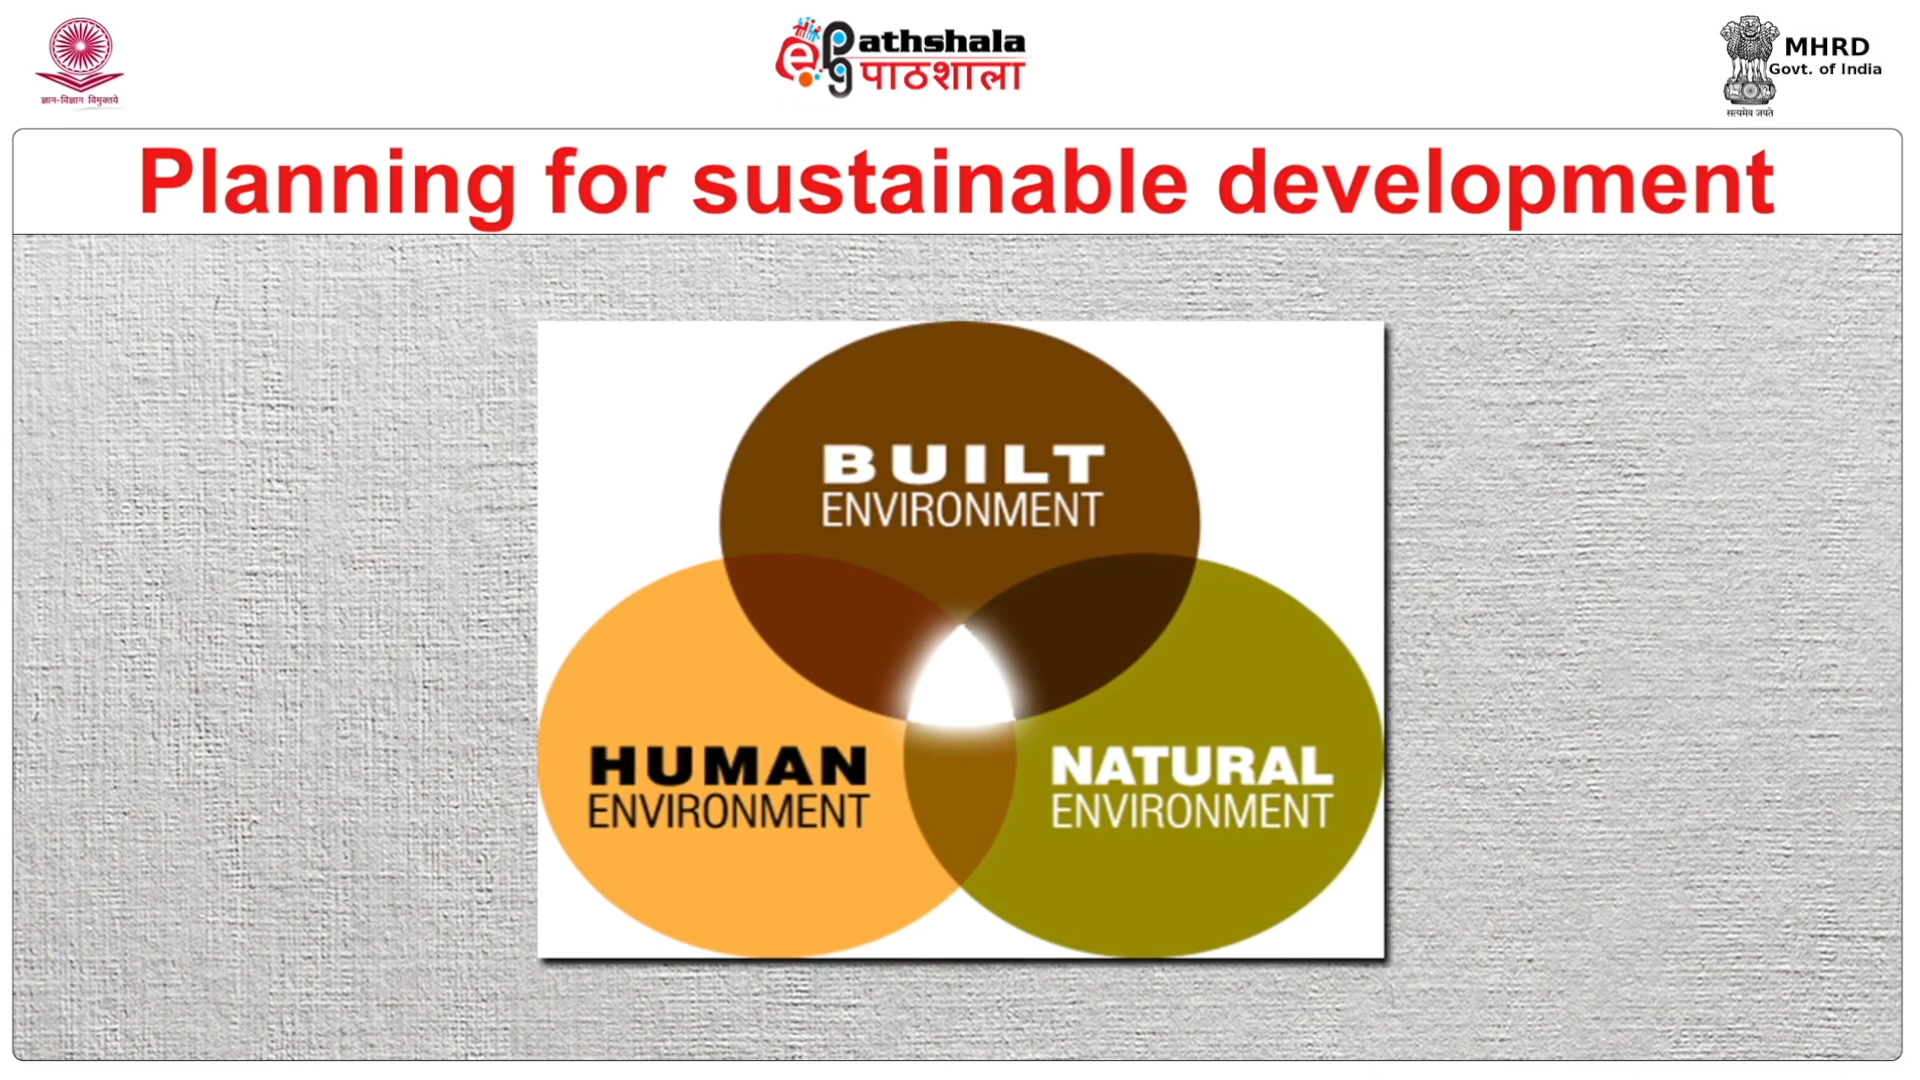 ज्ञान-विज्ञान विमुक्तये
ePathshala
पाठशाला
MHRD
Govt. of India
सत्यमेव जयते
Planning for sustainable development
BUILT
ENVIRONMENT
HUMAN
ENVIRONMENT
NATURAL
ENVIRONMENT